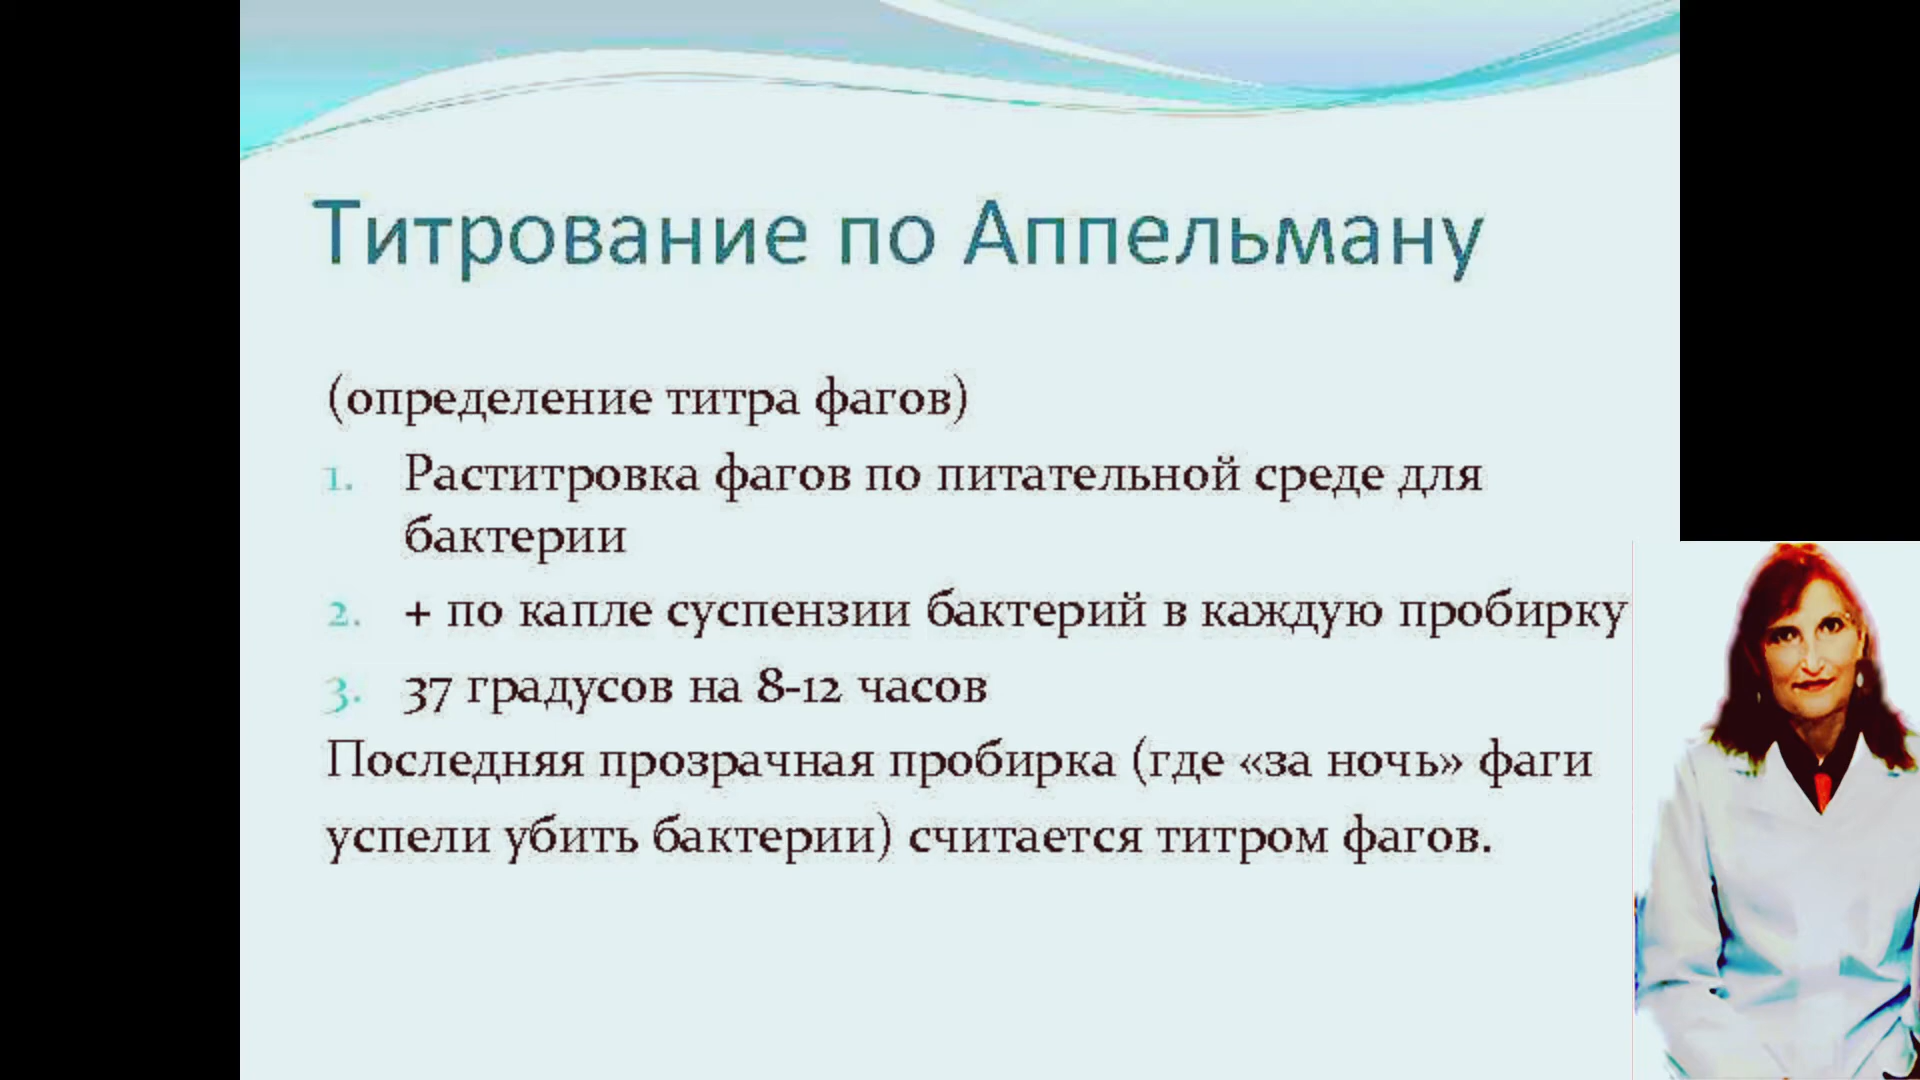 Титрование по Аппельману
(определение титра фагов)
1. Раститровка фагов по питательной среде для
бактерии
2. + по капле суспензии бактерий в каждую пробирку
3. 37 градусов на 8-12 часов
Последняя прозрачная пробирка (где «за ночь» фаги
успели убить бактерии) считается титром фагов.